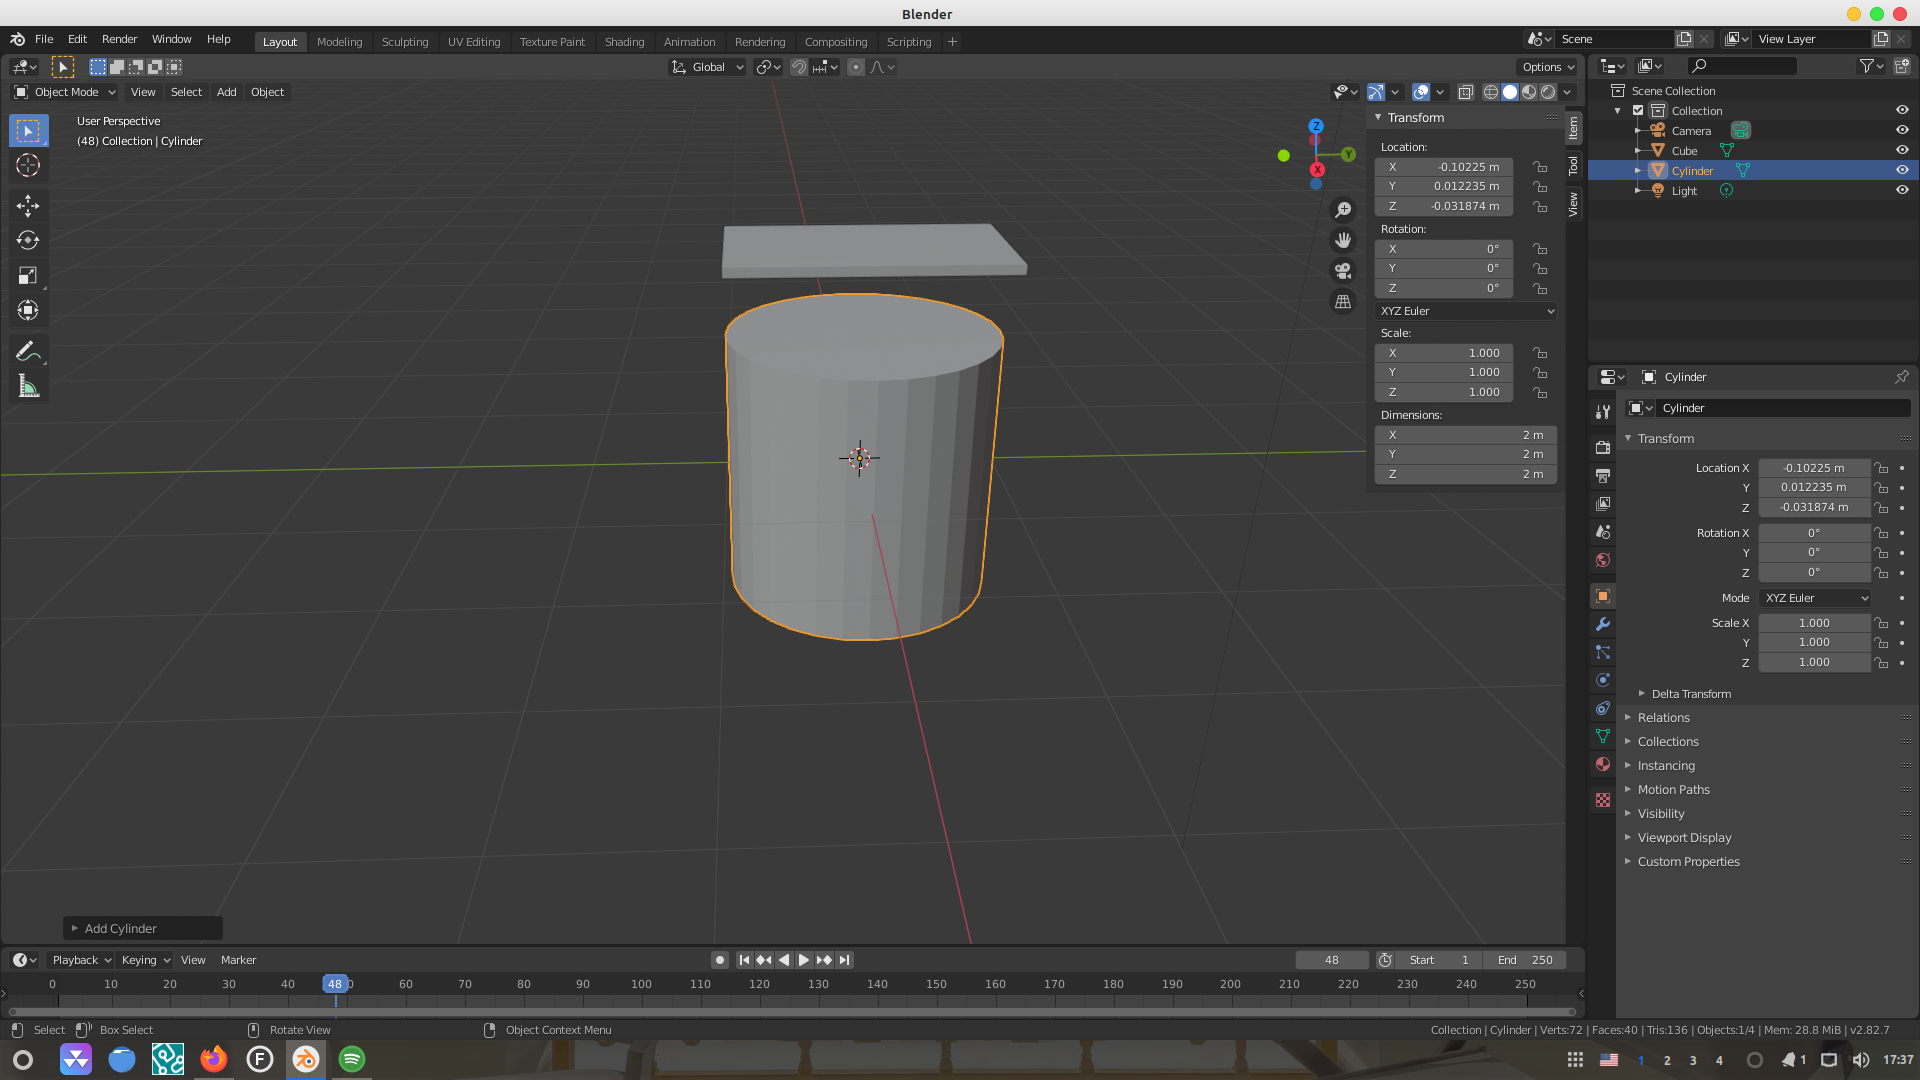 Blender
File Edit Render Window Help
Layout Modeling Sculpting UV Editing Texture Paint Shading Animation Rendering Compositing Scripting +
Scene
View Layer
Global
Options
Object Mode View Select Add Object
User Perspective
(48) Collection | Cylinder
Z
Y
X
Item
Tool
View
Transform
Location:
X -0.10225 m
Y 0.012235 m
Z -0.031874 m
Rotation:
X 0°
Y 0°
Z 0°
XYZ Euler
Scale:
X 1.000
Y 1.000
Z 1.000
Dimensions:
X 2 m
Y 2 m
Z 2 m
Scene Collection
Collection
Camera
Cube
Cylinder
Light
Cylinder
Cylinder
Transform
Location X -0.10225 m
Y 0.012235 m
Z -0.031874 m
Rotation X 0°
Y 0°
Z 0°
Mode XYZ Euler
Scale X 1.000
Y 1.000
Z 1.000
Delta Transform
Relations
Collections
Instancing
Motion Paths
Visibility
Viewport Display
Custom Properties
Add Cylinder
Playback Keying View Marker
48 Start 1 End 250
0 10 20 30 40 48 0 60 70 80 90 100 110 120 130 140 150 160 170 180 190 200 210 220 230 240 250
Select Box Select Rotate View Object Context Menu
Collection | Cylinder | Verts:72 | Faces:40 | Tris:136 | Objects:1/4 | Mem: 28.8 MiB | v2.82.7
F
1 2 3 4 1 17:37